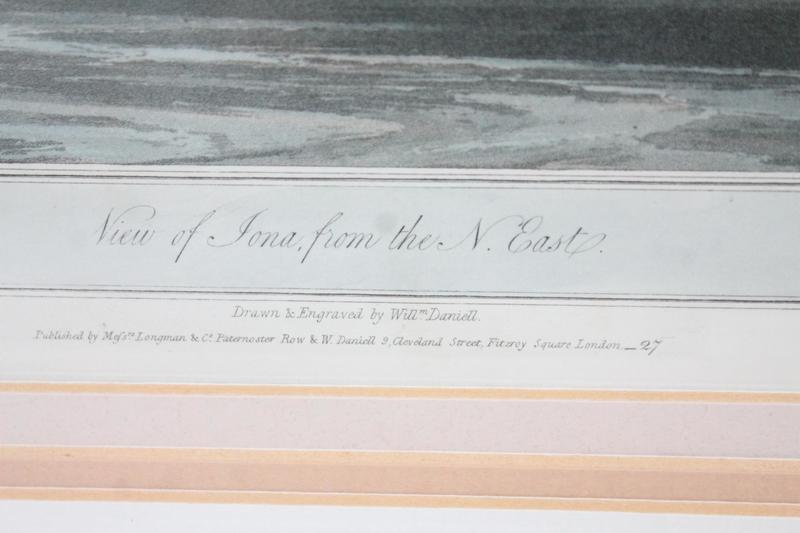 View of Iona, from the N. East.
Drawn & Engraved by Willm. Daniell.
Published by Mefsrs. Longman & Co. Paternoster Row & W. Daniell 9, Cleveland Street, Fitzroy Square London _ 27